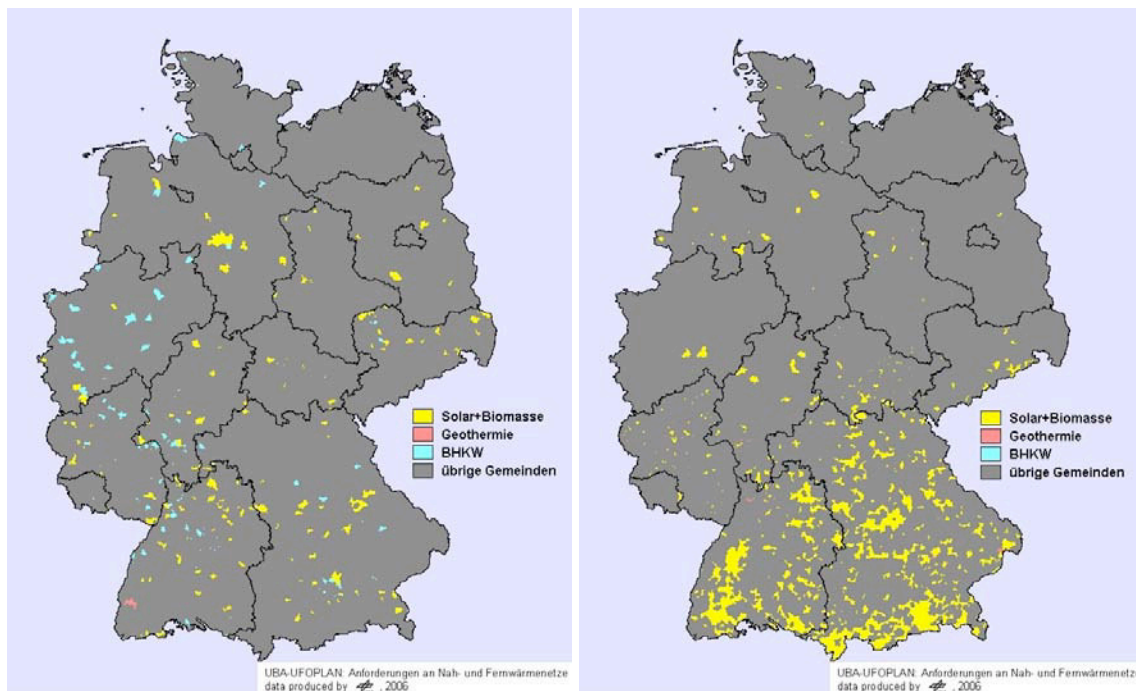 Solar+Biomasse
Geothermie
BHKW
übrige Gemeinden
UBA-UFOPLAN: Anforderungen an Nah- und Fernwärmenetze
data produced by , 2006
Solar+Biomasse
Geothermie
BHKW
übrige Gemeinden
UBA-UFOPLAN: Anforderungen an Nah- und Fernwärmenetz
data produced by , 2006